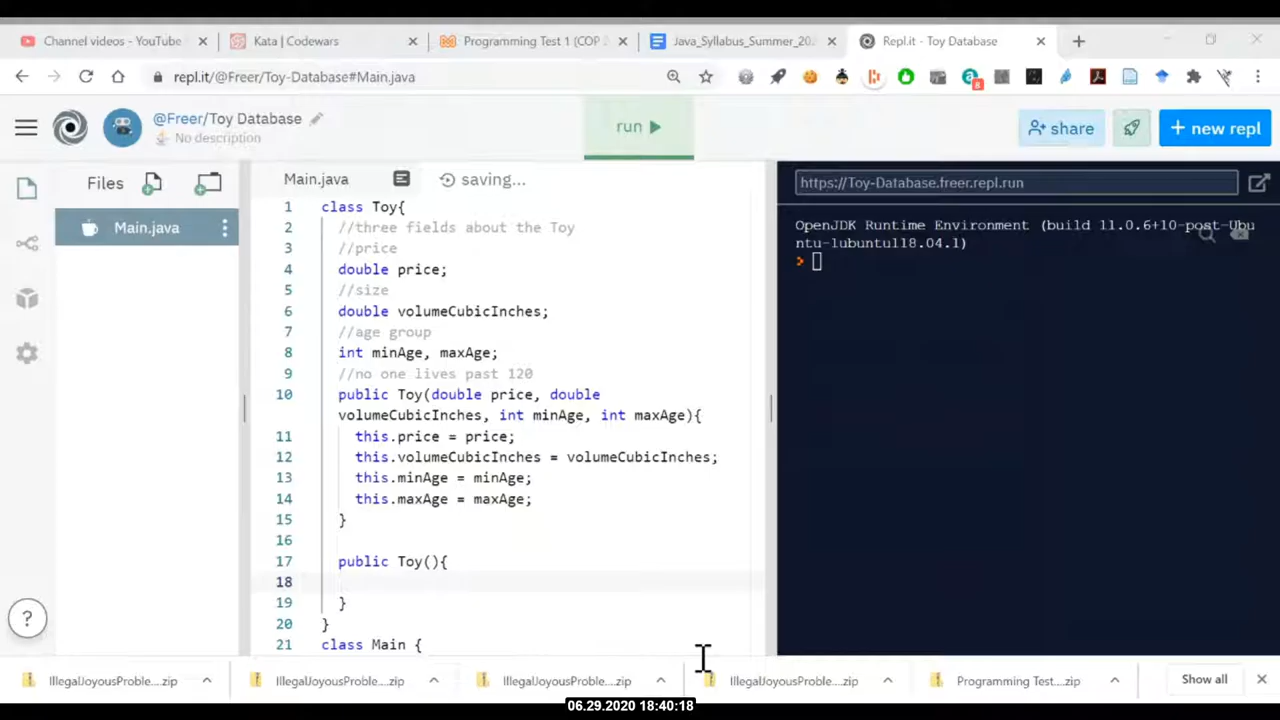 Channel videos - YouTube
Kata | Codewars
Programming Test 1 (COP 2
Java_Syllabus_Summer_20
Repl.it - Toy Database
repl.it/@Freer/Toy-Database#Main.java
8
@Freer/Toy Database
No description
run
share
+ new repl
Files
Main.java
Main.java
saving...
https://Toy-Database.freer.repl.run
1 class Toy{
2 //three fields about the Toy
3 //price
4 double price;
5 //size
6 double volumeCubicInches;
7 //age group
8 int minAge, maxAge;
9 //no one lives past 120
10 public Toy(double price, double
volumeCubicInches, int minAge, int maxAge){
11 this.price = price;
12 this.volumeCubicInches = volumeCubicInches;
13 this.minAge = minAge;
14 this.maxAge = maxAge;
15 }
16
17 public Toy(){
18
19 }
20 }
21 class Main {
OpenJDK Runtime Environment (build 11.0.6+10-post-Ubu
ntu-1ubuntu118.04.1)
>
?
IllegalJoyousProble....zip
IllegalJoyousProble....zip
IllegalJoyousProble....zip
IllegalJoyousProble....zip
Programming Test....zip
Show all
06.29.2020 18:40:18